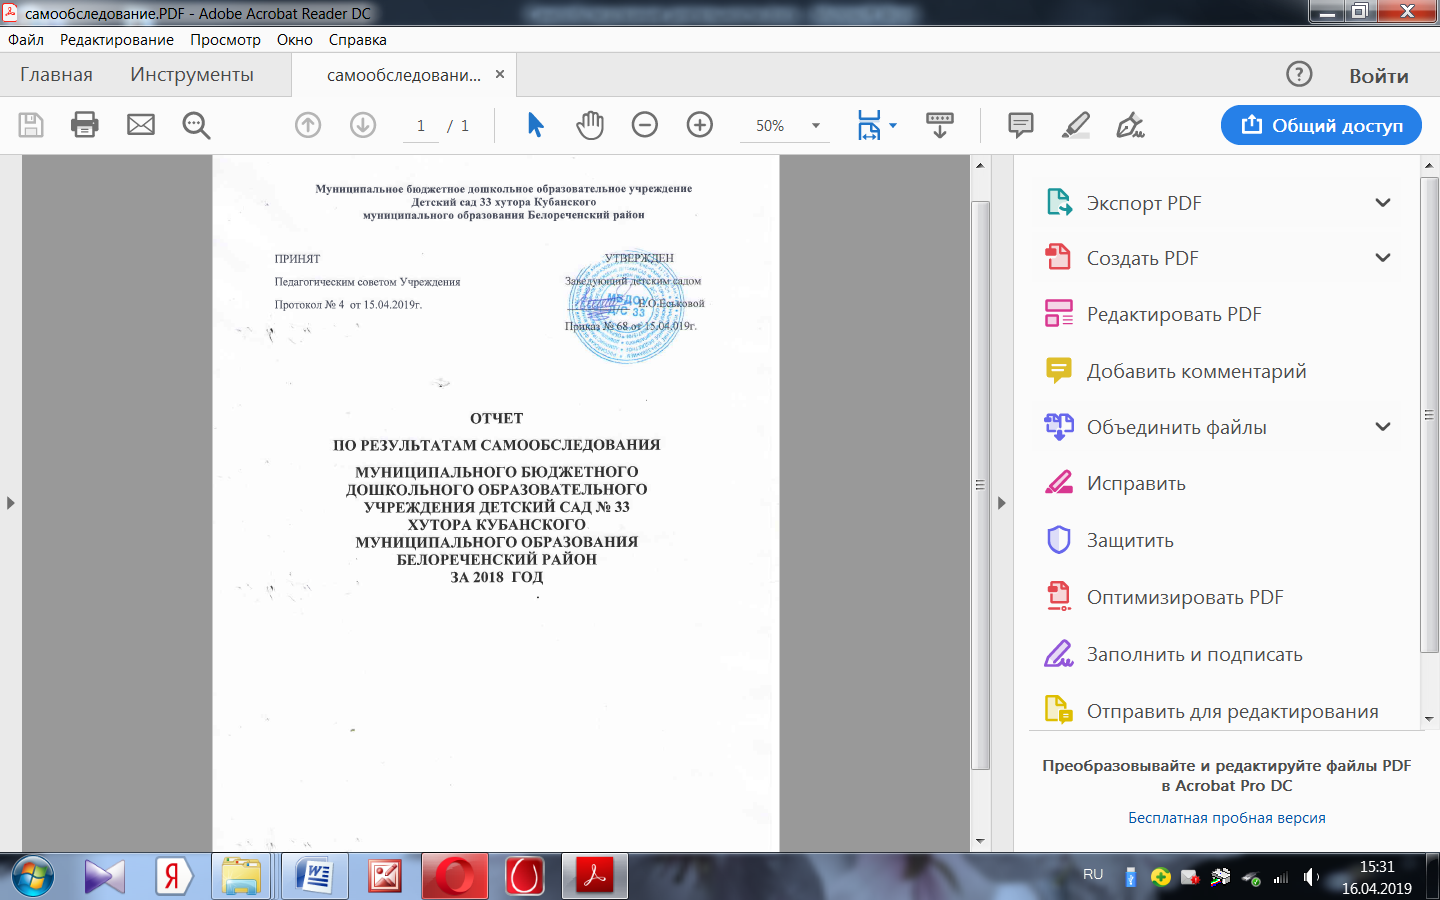 самообследование.PDF - Adobe Acrobat Reader DC
Файл Редактирование Просмотр Окно Справка
Главная Инструменты самообследовани... × ? Войти
1 / 1 50% Общий доступ
Муниципальное бюджетное дошкольное образовательное учреждение
Детский сад 33 хутора Кубанского
муниципального образования Белореченский район
ПРИНЯТ
Педагогическим советом Учреждения
Протокол № 4 от 15.04.2019г.
УТВЕРЖДЕН
Заведующий детским садом
Е.О.Еськовой
Приказ № 68 от 15.04.019г.
МБДОУ
Д/С 33
ОТЧЕТ
ПО РЕЗУЛЬТАТАМ САМООБСЛЕДОВАНИЯ
МУНИЦИПАЛЬНОГО БЮДЖЕТНОГО
ДОШКОЛЬНОГО ОБРАЗОВАТЕЛЬНОГО
УЧРЕЖДЕНИЯ ДЕТСКИЙ САД № 33
ХУТОРА КУБАНСКОГО
МУНИЦИПАЛЬНОГО ОБРАЗОВАНИЯ
БЕЛОРЕЧЕНСКИЙ РАЙОН
ЗА 2018 ГОД
Экспорт PDF
Создать PDF
Редактировать PDF
Добавить комментарий
Объединить файлы
Исправить
Защитить
Оптимизировать PDF
Заполнить и подписать
Отправить для редактирования
Преобразовывайте и редактируйте файлы PDF
в Acrobat Pro DC
Бесплатная пробная версия
RU
15:31
16.04.2019